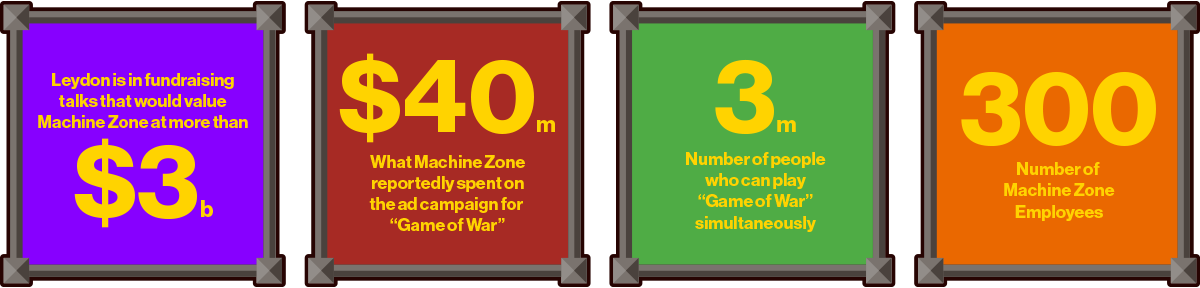 Leydon is in fundraising
talks that would value
Machine Zone at more than
$3b
$40m
What Machine Zone
reportedly spent on
the ad campaign for
“Game of War”
3m
Number of people
who can play
“Game of War”
simultaneously
300
Number of
Machine Zone
Employees